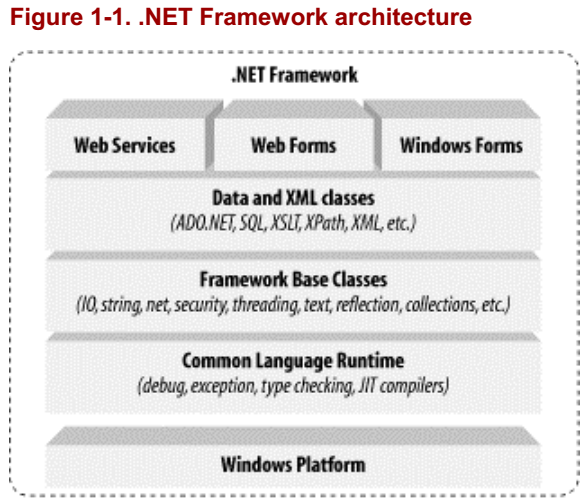 Figure 1-1. .NET Framework architecture
.NET Framework
Web Services Web Forms Windows Forms
Data and XML classes
(ADO.NET, SQL, XSLT, XPath, XML, etc.)
Framework Base Classes
(IO, string, net, security, threading, text, reflection, collections, etc.)
Common Language Runtime
(debug, exception, type checking, JIT compilers)
Windows Platform